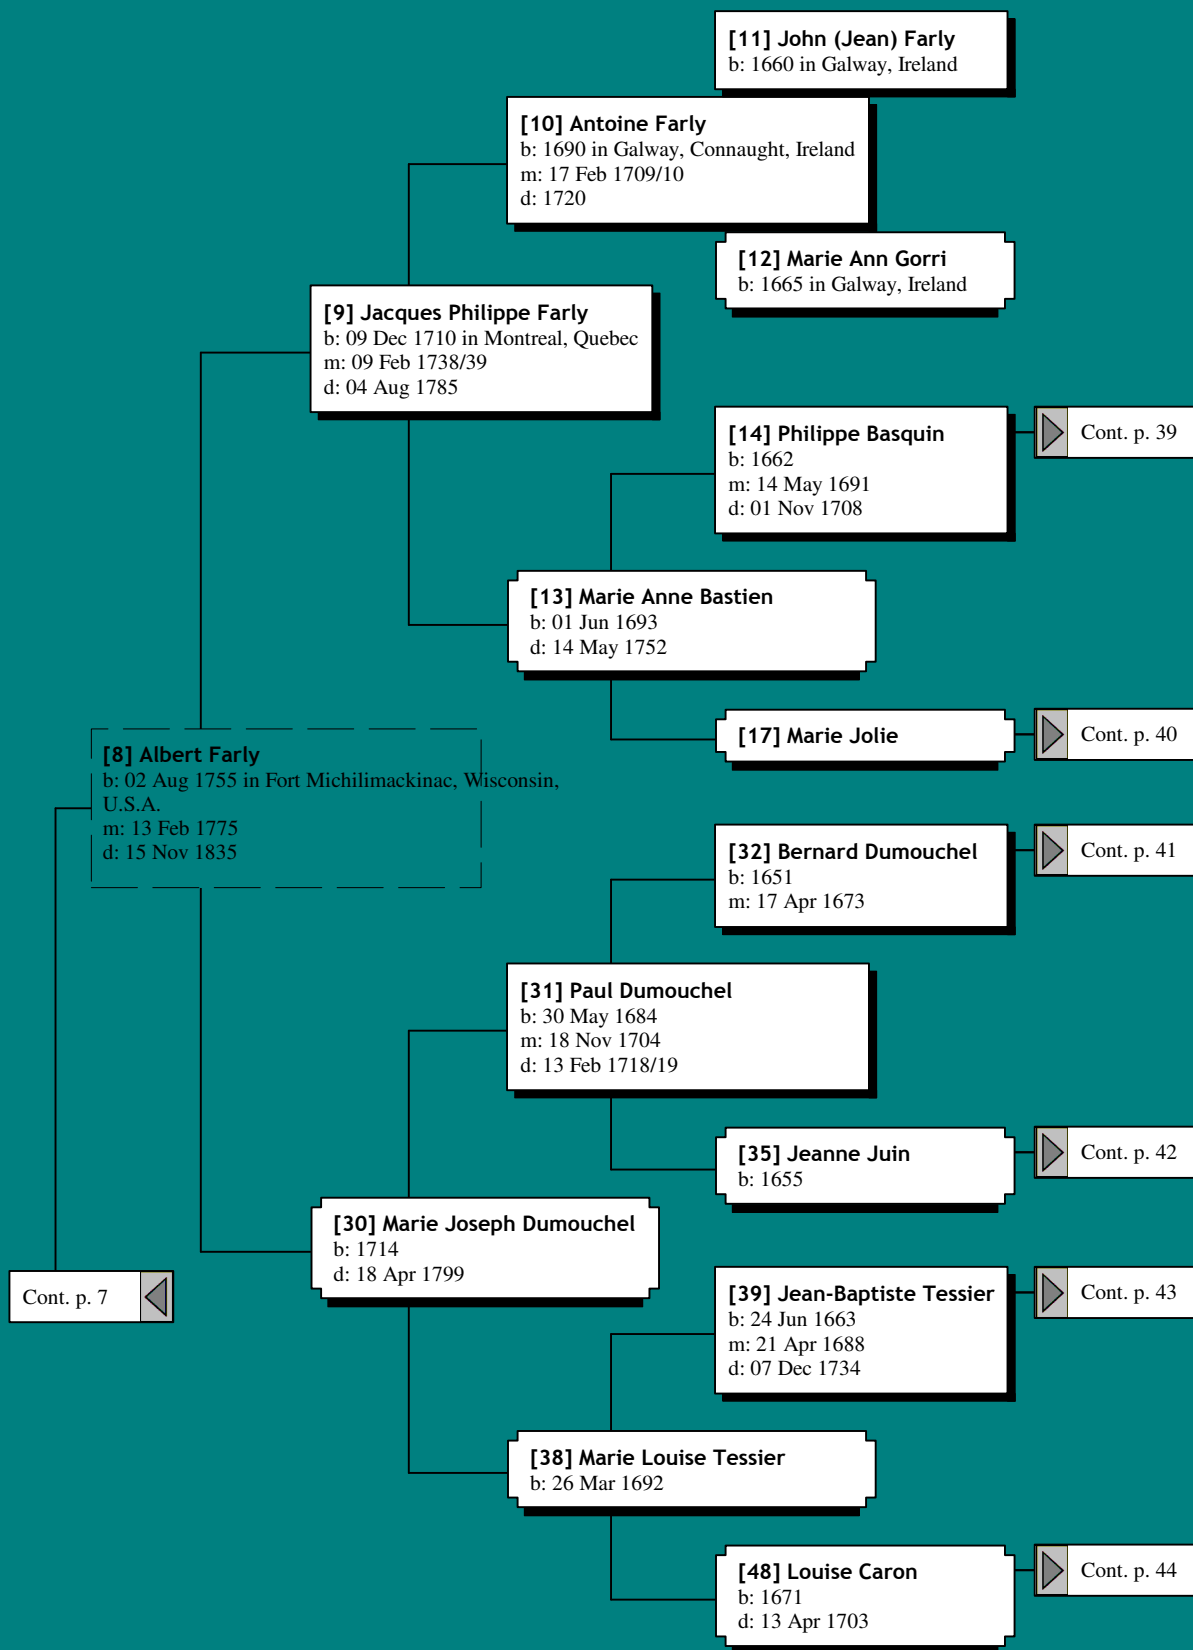 [11] John (Jean) Farly
b: 1660 in Galway, Ireland
[10] Antoine Farly
b: 1690 in Galway, Connaught, Ireland
m: 17 Feb 1709/10
d: 1720
[12] Marie Ann Gorri
b: 1665 in Galway, Ireland
[9] Jacques Philippe Farly
b: 09 Dec 1710 in Montreal, Quebec
m: 09 Feb 1738/39
d: 04 Aug 1785
[14] Philippe Basquin
b: 1662
m: 14 May 1691
d: 01 Nov 1708
Cont. p. 39
[13] Marie Anne Bastien
b: 01 Jun 1693
d: 14 May 1752
[17] Marie Jolie
Cont. p. 40
[8] Albert Farly
b: 02 Aug 1755 in Fort Michilimackinac, Wisconsin,
U.S.A.
m: 13 Feb 1775
d: 15 Nov 1835
[32] Bernard Dumouchel
b: 1651
m: 17 Apr 1673
Cont. p. 41
[31] Paul Dumouchel
b: 30 May 1684
m: 18 Nov 1704
d: 13 Feb 1718/19
[35] Jeanne Juin
b: 1655
Cont. p. 42
[30] Marie Joseph Dumouchel
b: 1714
d: 18 Apr 1799
Cont. p. 7
[39] Jean-Baptiste Tessier
b: 24 Jun 1663
m: 21 Apr 1688
d: 07 Dec 1734
Cont. p. 43
[38] Marie Louise Tessier
b: 26 Mar 1692
[48] Louise Caron
b: 1671
d: 13 Apr 1703
Cont. p. 44